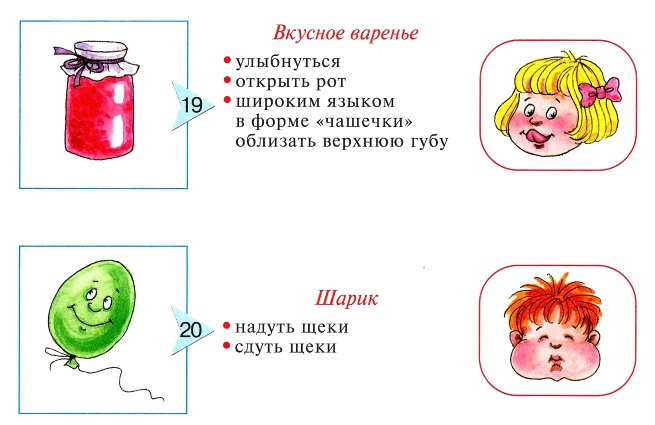 Вкусное варенье
• улыбнуться
• открыть рот
19
• широким языком
в форме «чашечки»
облизать верхнюю губу
Шарик
20
• надуть щеки
• сдуть щеки